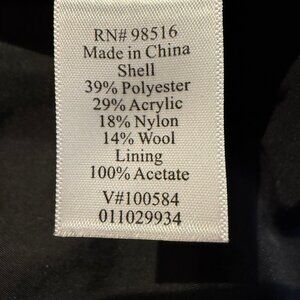 RN# 98516
Made in China
Shell
39% Polyester
29% Acrylic
18% Nylon
14% Wool
Lining
100% Acetate
V#100584
011029934